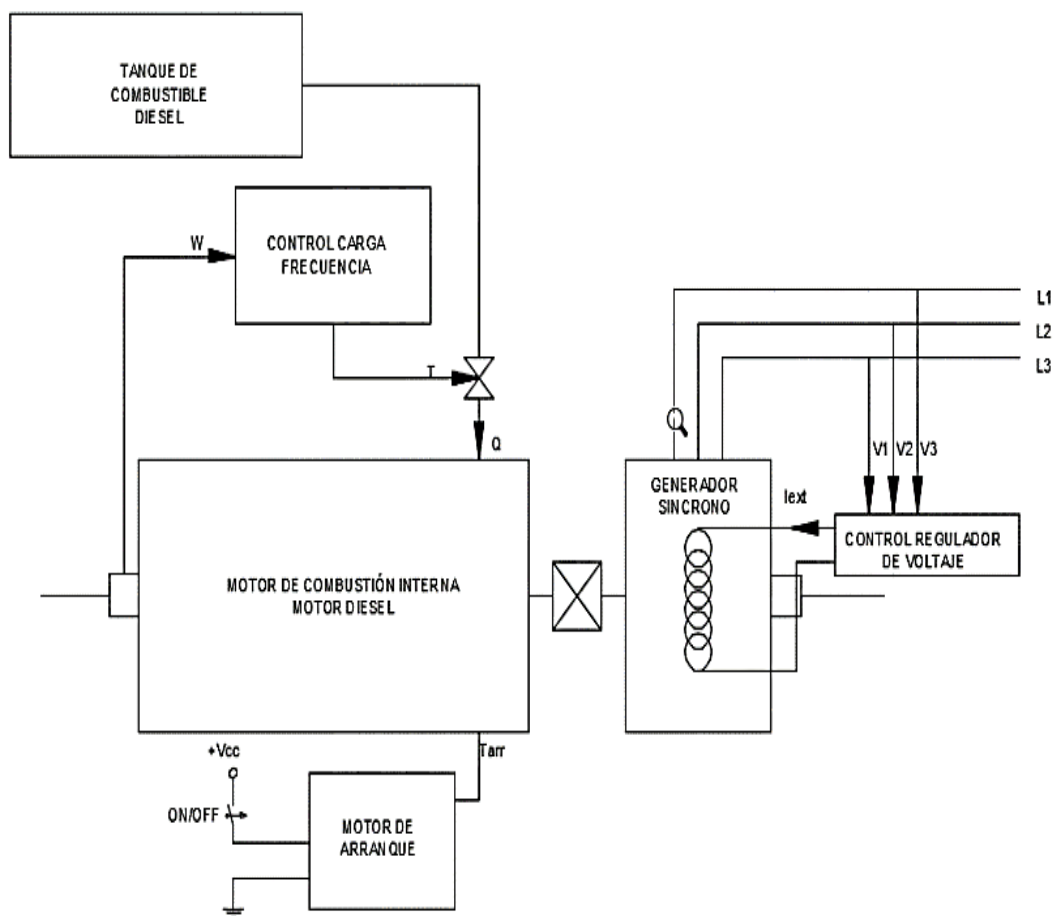 TANQUE DE
COMBUSTIBLE
DIESEL
W
CONTROL CARGA
FRECUENCIA
L1
L2
L3
T
Q
V1 V2 V3
GENERADOR
SINCRONO
Iext
CONTROL REGULADOR
DE VOLTAJE
MOTOR DE COMBUSTIÓN INTERNA
MOTOR DIESEL
+Vcc
Tarr
ON/OFF
MOTOR DE
ARRANQUE